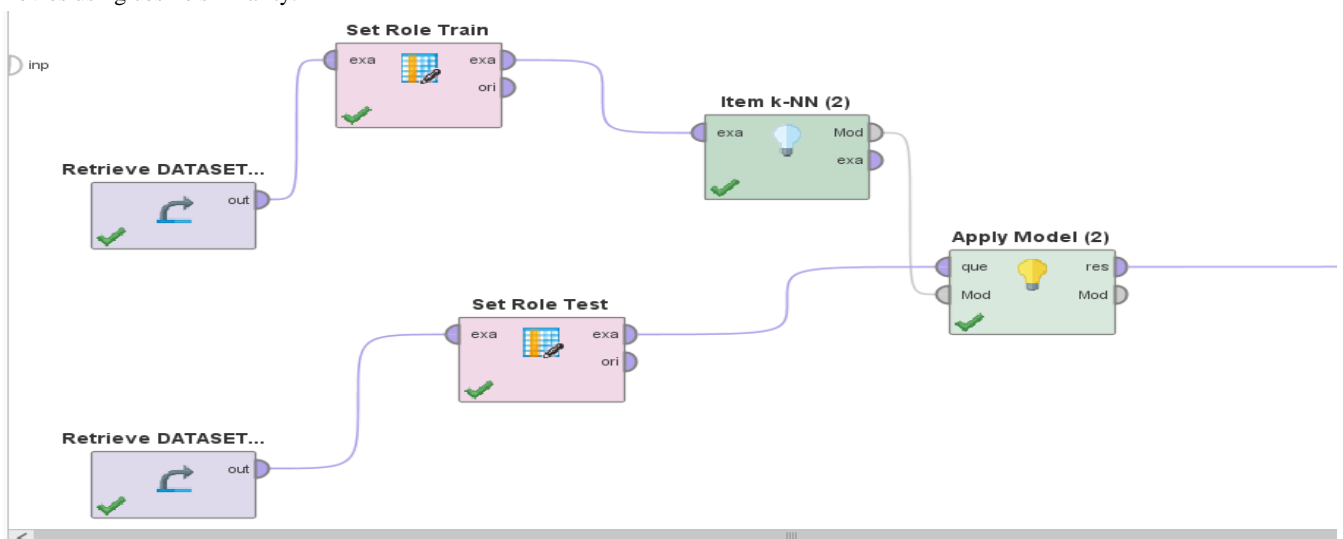 Set Role Train
inp
exa
exa
ori
Item k-NN (2)
exa
Mod
exa
Retrieve DATASET...
out
Apply Model (2)
que
res
Mod
Mod
Set Role Test
exa
exa
ori
Retrieve DATASET...
out